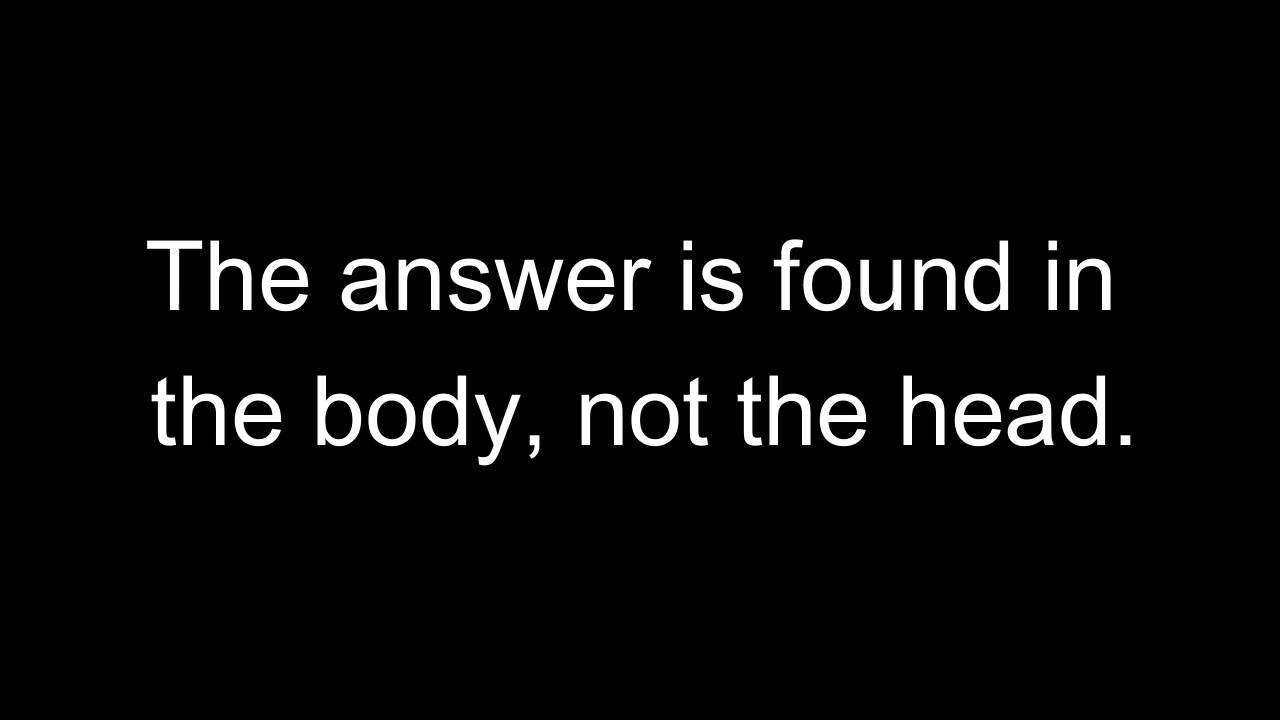 The answer is found in
the body, not the head.